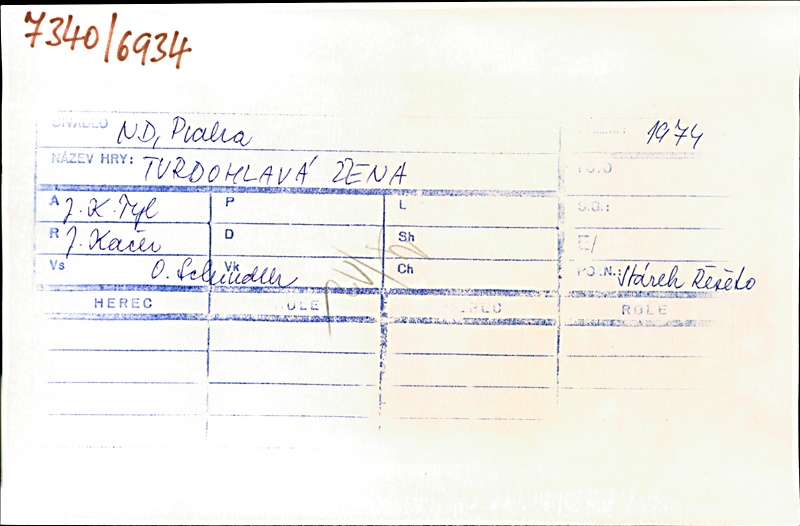 7340/6934
DIVADLO N.D, Praha 1974
NÁZEV HRY: TVRDOHLAVÁ ŽENA
A J. K. Tyl P L S.G.:
R J. Kačer D Sh E/
Vs O. Schindler Vk Ch PO.N.: Stárek Řešeto
HEREC ROLE HEREC ROLE